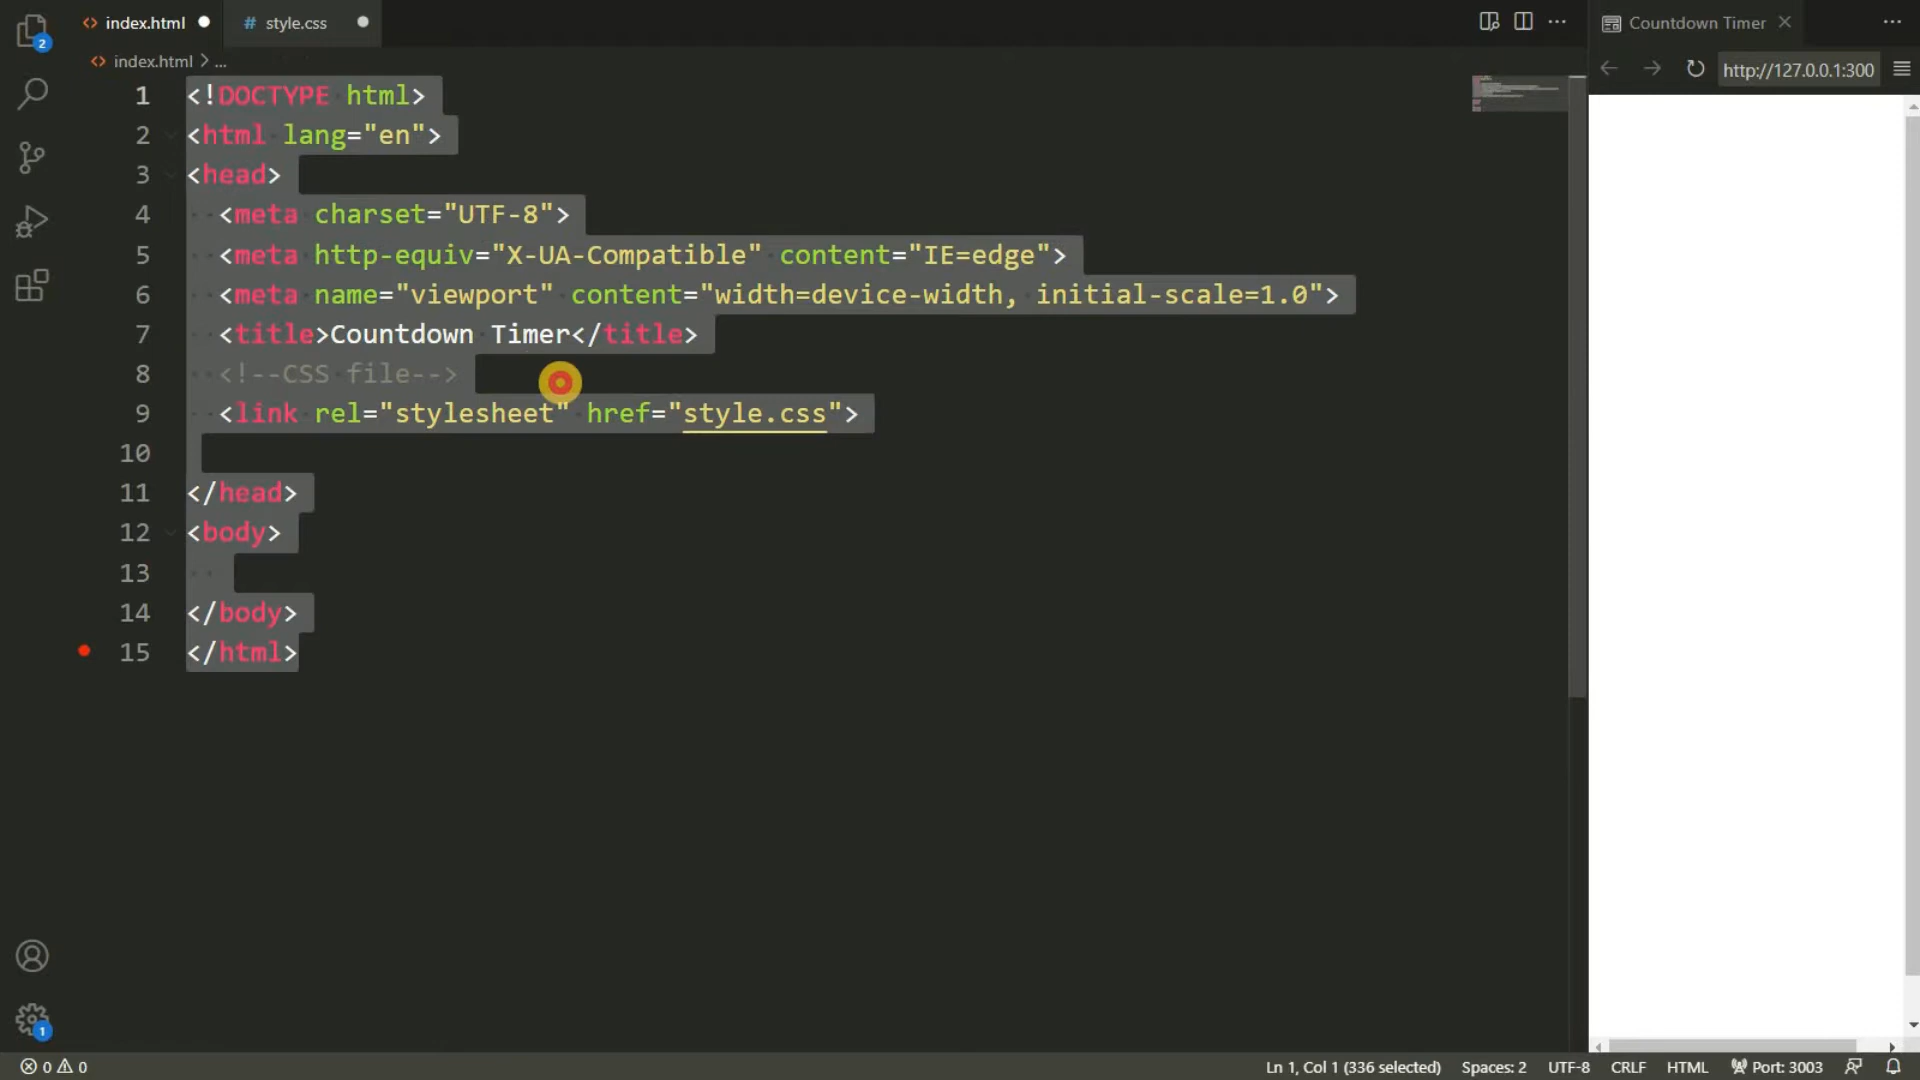 index.html
# style.css
Countdown Timer
index.html > ...
http://127.0.0.1:300
1 <!DOCTYPE html>
2 <html lang="en">
3 <head>
4 <meta charset="UTF-8">
5 <meta http-equiv="X-UA-Compatible" content="IE=edge">
6 <meta name="viewport" content="width=device-width, initial-scale=1.0">
7 <title>Countdown Timer</title>
8 <!--CSS file-->
9 <link rel="stylesheet" href="style.css">
10
11 </head>
12 <body>
13
14 </body>
15 </html>
2
1
0 0
Ln 1, Col 1 (336 selected) Spaces: 2 UTF-8 CRLF HTML Port: 3003